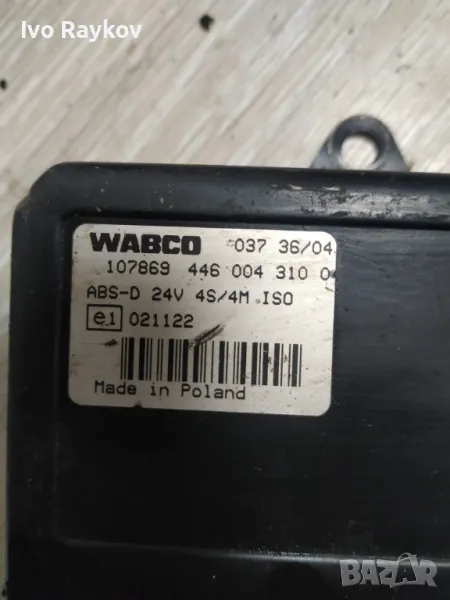 Ivo Raykov
WABCO 037 36/04
107869 446 004 310 0
ABS-D 24V 4S/4M ISO
e1 021122
Made in Poland
BAZAR